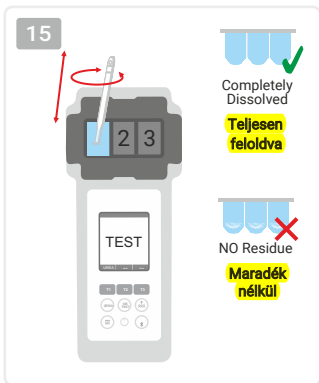 15
2 3
TEST
Completely
Dissolved
Teljesen
feloldva
NO Residue
Maradék
nélkül